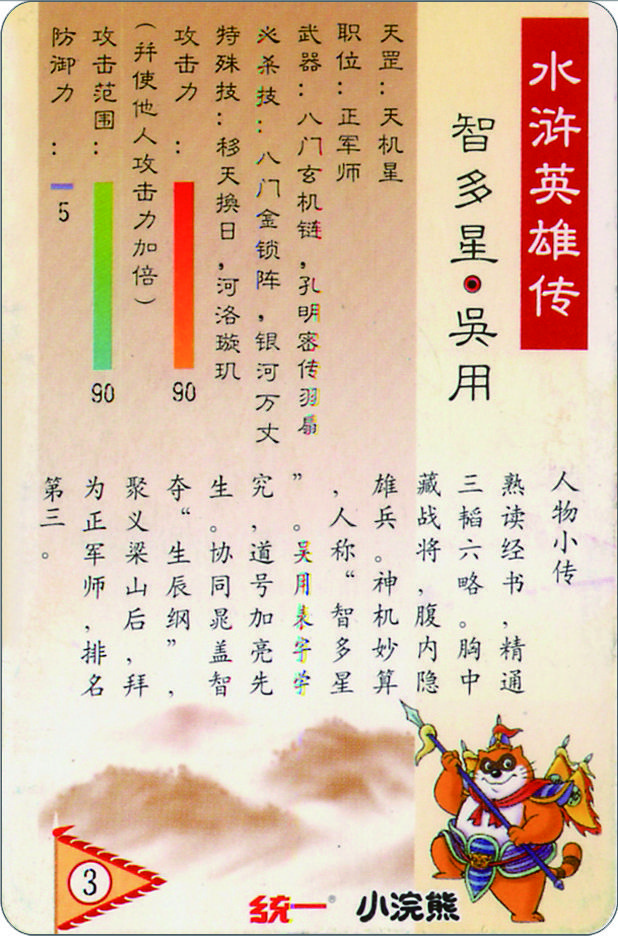 水浒英雄传
智多星·吳用
天罡：天机星
职位：正军师
武器：八门玄机链，孔明密传羽扇
必杀技：八门金锁阵，银河万丈
特殊技：移天換日，河洛璇玑
攻击力：90
（并使他人攻击力加倍）
攻击范围：90
防御力：5
人物小传
熟读经书，精通
三韬六略。胸中
藏战将，腹内隐
雄兵。神机妙算
，人称“智多星
”。吴用表字学
究，道号加亮先
生。协同晁盖智
夺“生辰纲”，
聚义梁山后，拜
为正军师，排名
第三。
3
统一® 小浣熊